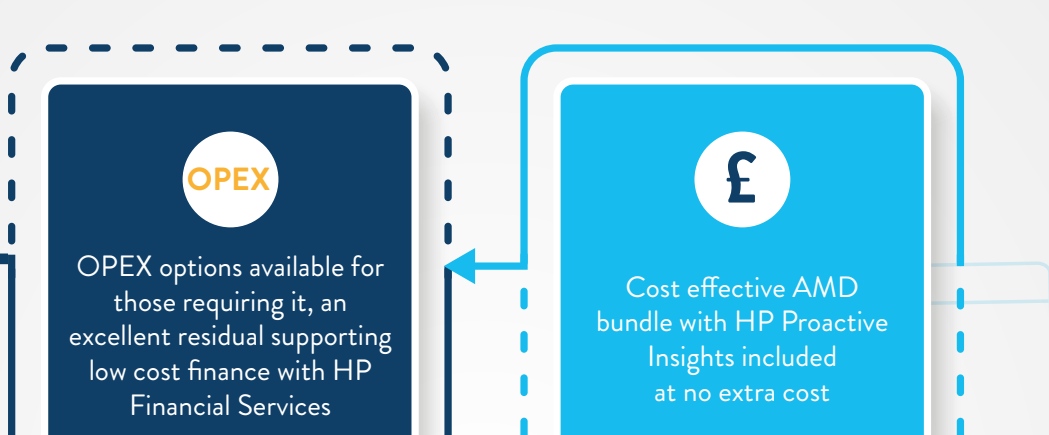 OPEX
OPEX options available for
those requiring it, an
excellent residual supporting
low cost finance with HP
Financial Services
£
Cost effective AMD
bundle with HP Proactive
Insights included
at no extra cost